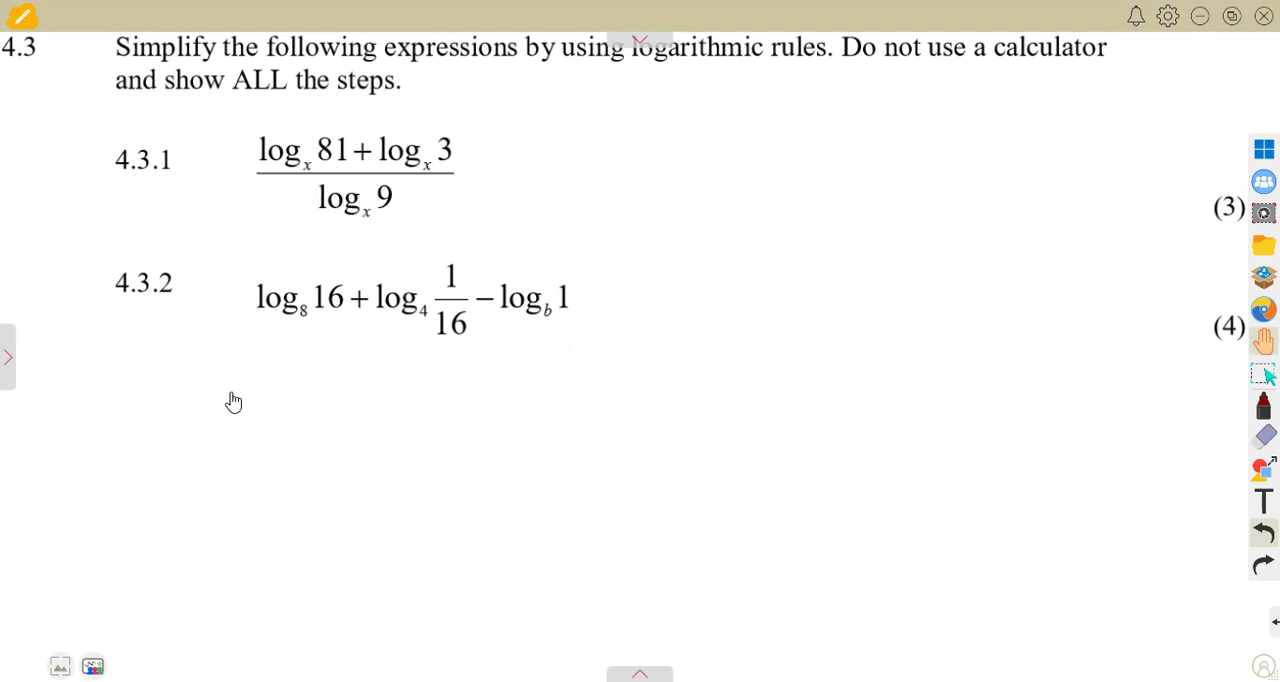 4.3 Simplify the following expressions by using logarithmic rules. Do not use a calculator
and show ALL the steps.
4.3.1 \frac{\log_x 81 + \log_x 3}{\log_x 9}
(3)
4.3.2 \log_8 16 + \log_4 \frac{1}{16} - \log_b 1
(4)
T